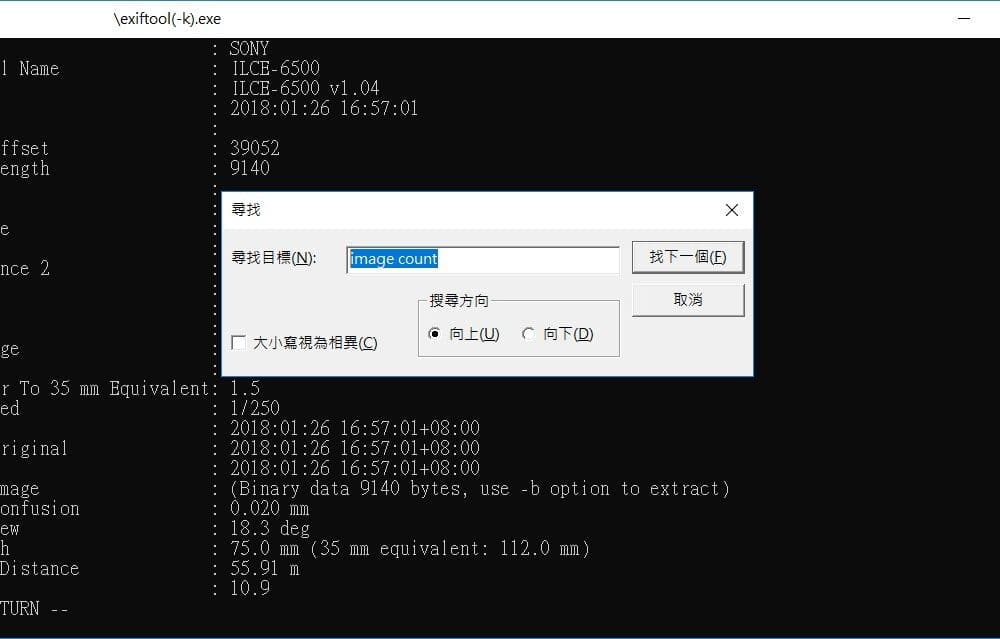 \exiftool(-k).exe
: SONY
l Name : ILCE-6500
: ILCE-6500 v1.04
: 2018:01:26 16:57:01
:
ffset : 39052
ength : 9140
:
:
e :
:
nce 2 :
:
:
:
ge :
:
r To 35 mm Equivalent: 1.5
ed : 1/250
: 2018:01:26 16:57:01+08:00
riginal : 2018:01:26 16:57:01+08:00
: 2018:01:26 16:57:01+08:00
mage : (Binary data 9140 bytes, use -b option to extract)
onfusion : 0.020 mm
ew : 18.3 deg
h : 75.0 mm (35 mm equivalent: 112.0 mm)
Distance : 55.91 m
: 10.9
TURN --
尋找
尋找目標(N): image count 找下一個(F)
取消
搜尋方向
向上(U) 向下(D)
大小寫視為相異(C)